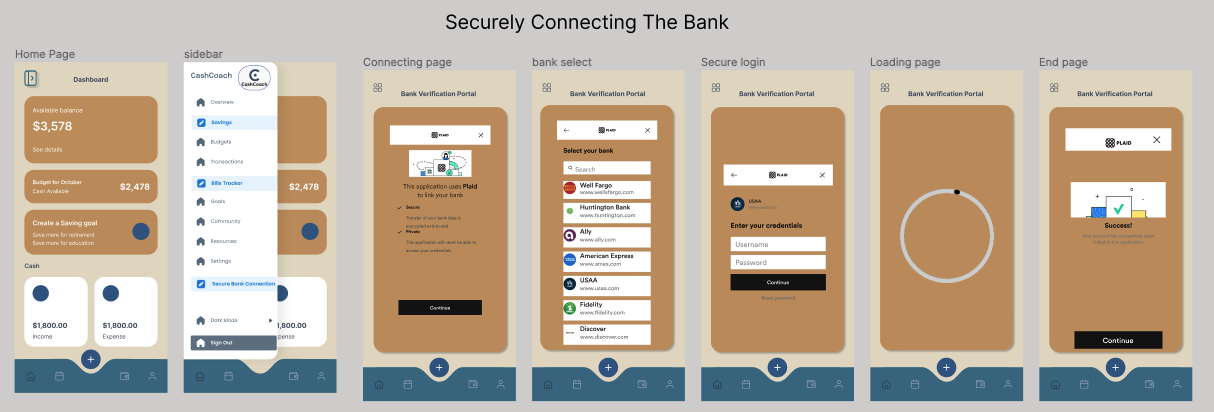 Securely Connecting The Bank
Home Page
Dashboard
Available balance
$3,578
See details
Budget for October
Cash Available
$2,478
Create a Saving goal
Save more for retirement
Save more for education
Cash
$1,800.00
Income
$1,800.00
Expense
sidebar
CashCoach
CashCoach
Overview
Savings
Budgets
Transactions
Bills Tracker
Goals
Community
Resources
Settings
Secure Bank Connection
Dark Mode
Sign Out
$2,478
,800.00
pense
Connecting page
Bank Verification Portal
PLAID
This application uses Plaid
to link your bank
Secure
Transfer of your bank data is
encrypted end-to-end
Private
This application will never be able to
access your credentials
Continue
bank select
Bank Verification Portal
PLAID
Select your bank
Search
Well Fargo
www.wellsfargo.com
Huntington Bank
www.huntington.com
Ally
www.ally.com
American Express
www.amex.com
USAA
www.usaa.com
Fidelity
www.fidelity.com
Discover
www.discover.com
Secure login
Bank Verification Portal
PLAID
USAA
www.usaa.com
Enter your credentials
Username
Password
Continue
Reset password
Loading page
Bank Verification Portal
End page
Bank Verification Portal
PLAID
Success!
Your account has successfully been
linked to this application.
Continue